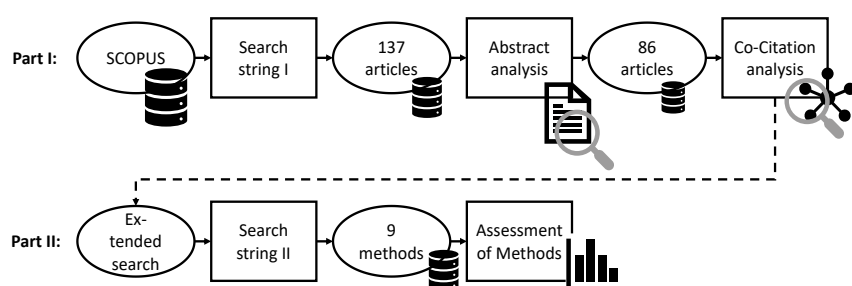 Part I:
SCOPUS
Search
string I
137
articles
Abstract
analysis
86
articles
Co-Citation
analysis
Part II:
Ex-
tended
search
Search
string II
9
methods
Assessment
of Methods